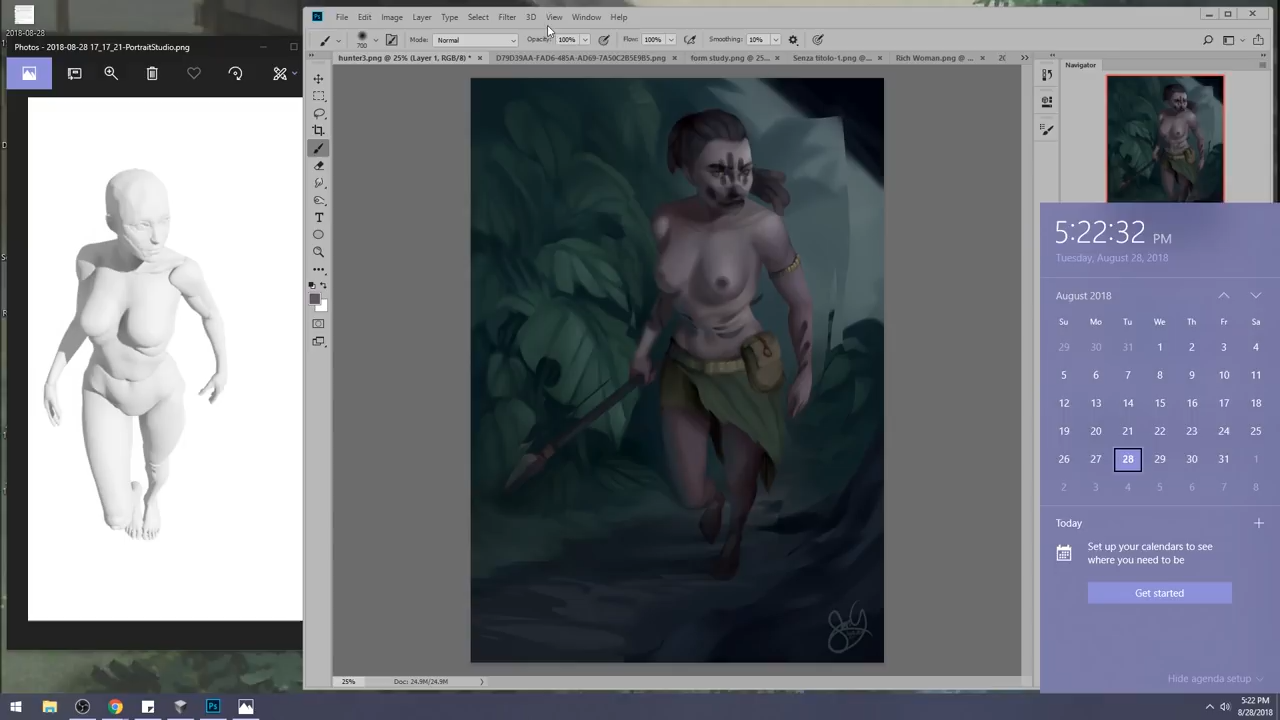 2018-08-28
Photos - 2018-08-28 17_17_21-PortraitStudio.png
Ps File Edit Image Layer Type Select Filter 3D View Window Help
700 Mode: Normal Opacity: 100% Flow: 100% Smoothing: 10%
hunter3.png @ 25% (Layer 1, RGB/8) * form study.png @ 25... Senza titolo-1.png @... Rich Woman.png @ ...
Navigator
5:22:32 PM
Tuesday, August 28, 2018
August 2018
Su Mo Tu We Th Fr Sa
29 30 31 1 2 3 4
5 6 7 8 9 10 11
12 13 14 15 16 17 18
19 20 21 22 23 24 25
26 27 28 29 30 31 1
2 3 4 5 6 7 8
Today
Set up your calendars to see
where you need to be
Get started
Hide agenda setup
25% Doc: 24.9M/24.9M
Ps
5:22 PM
8/28/2018